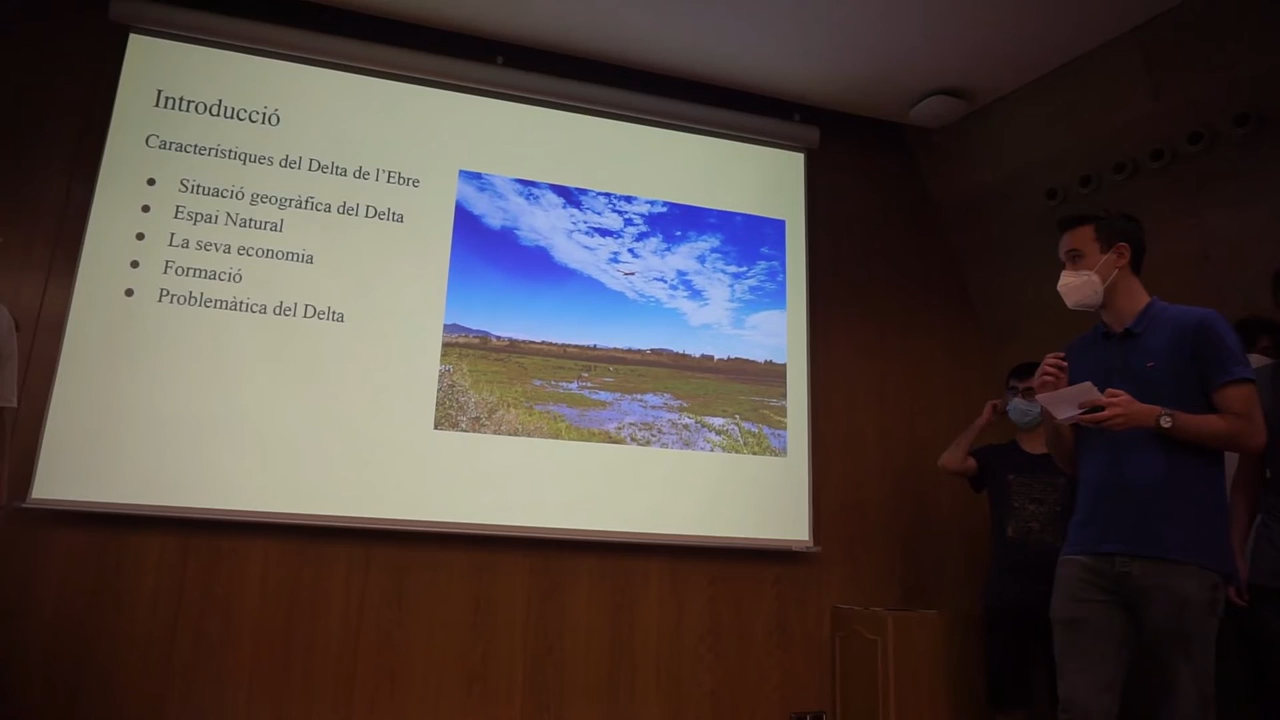 Introducció
Característiques del Delta de l'Ebre
● Situació geogràfica del Delta
● Espai Natural
● La seva economia
● Formació
● Problemàtica del Delta